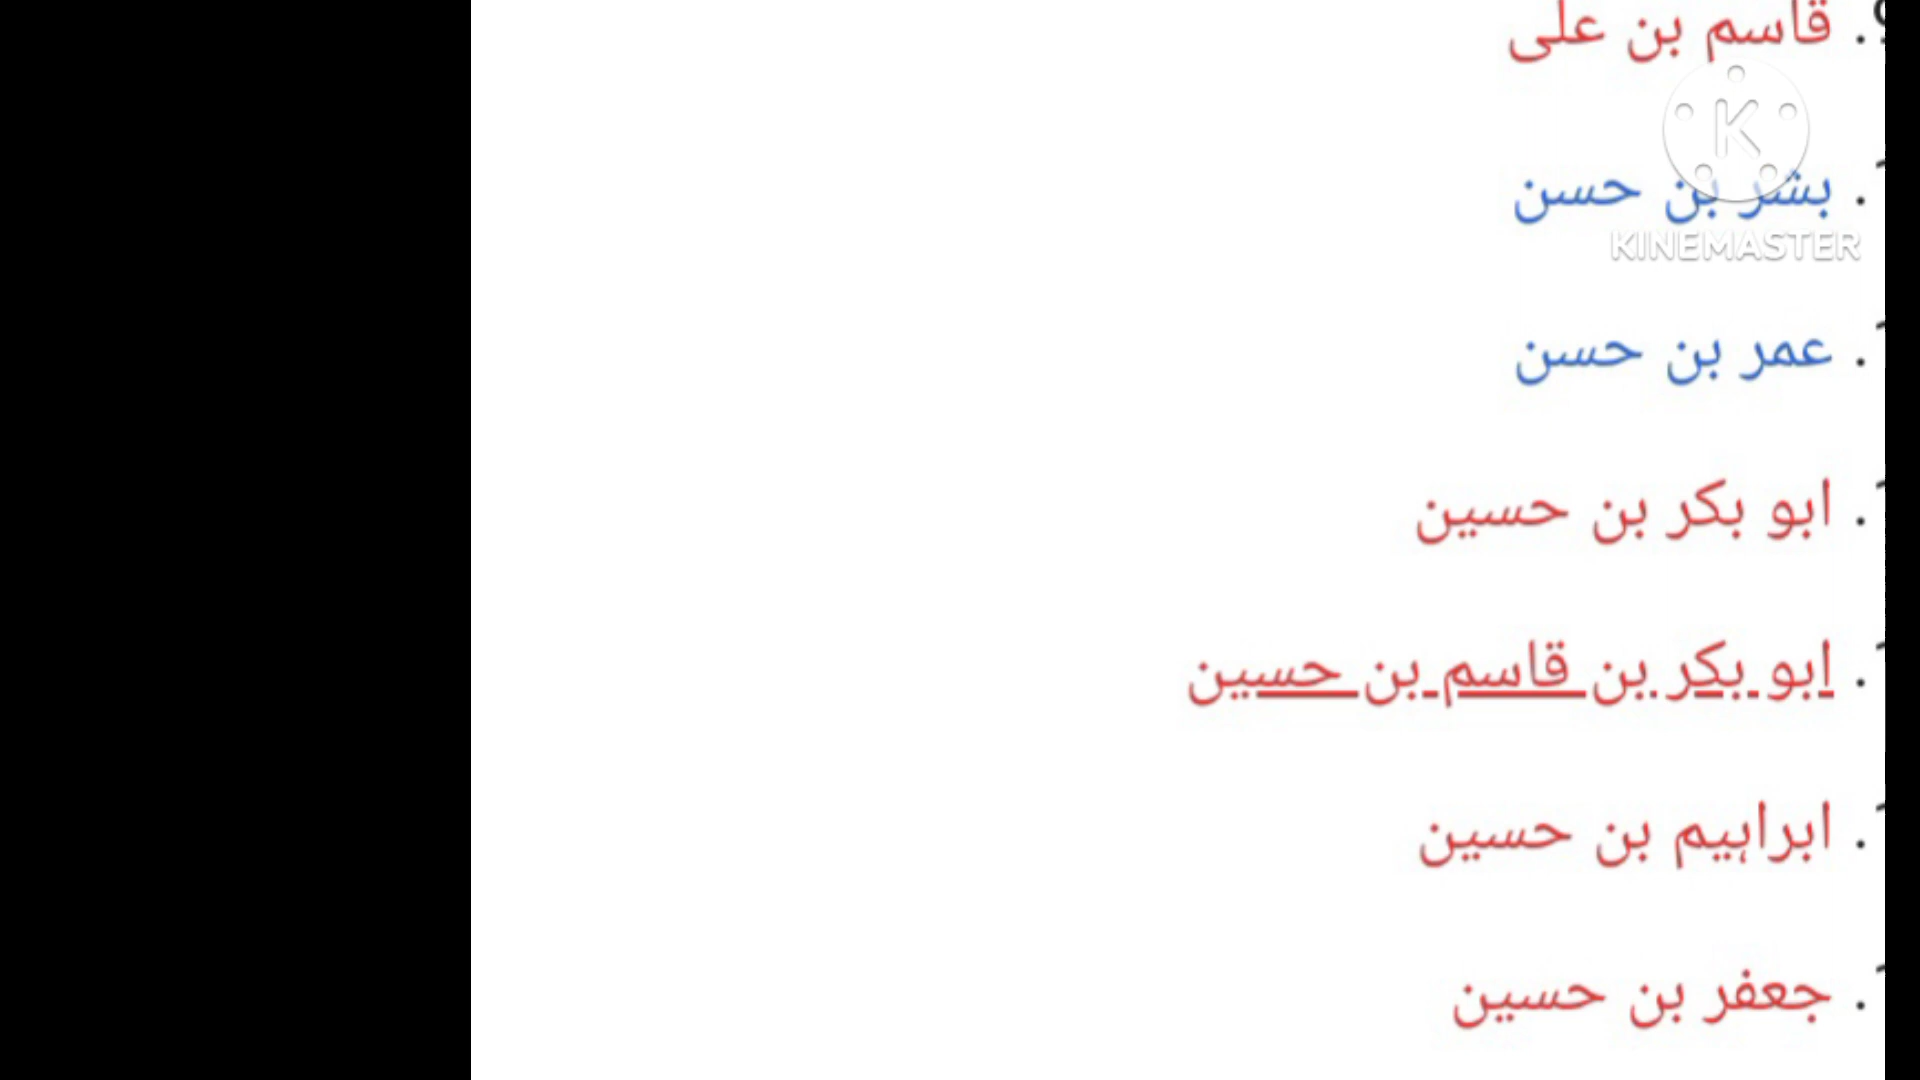 قاسم بن علی
بشر بن حسن
KINEMASTER
عمر بن حسن
ابو بکر بن حسین
ابو بکر بن قاسم بن حسین
ابراہیم بن حسین
جعفر بن حسین